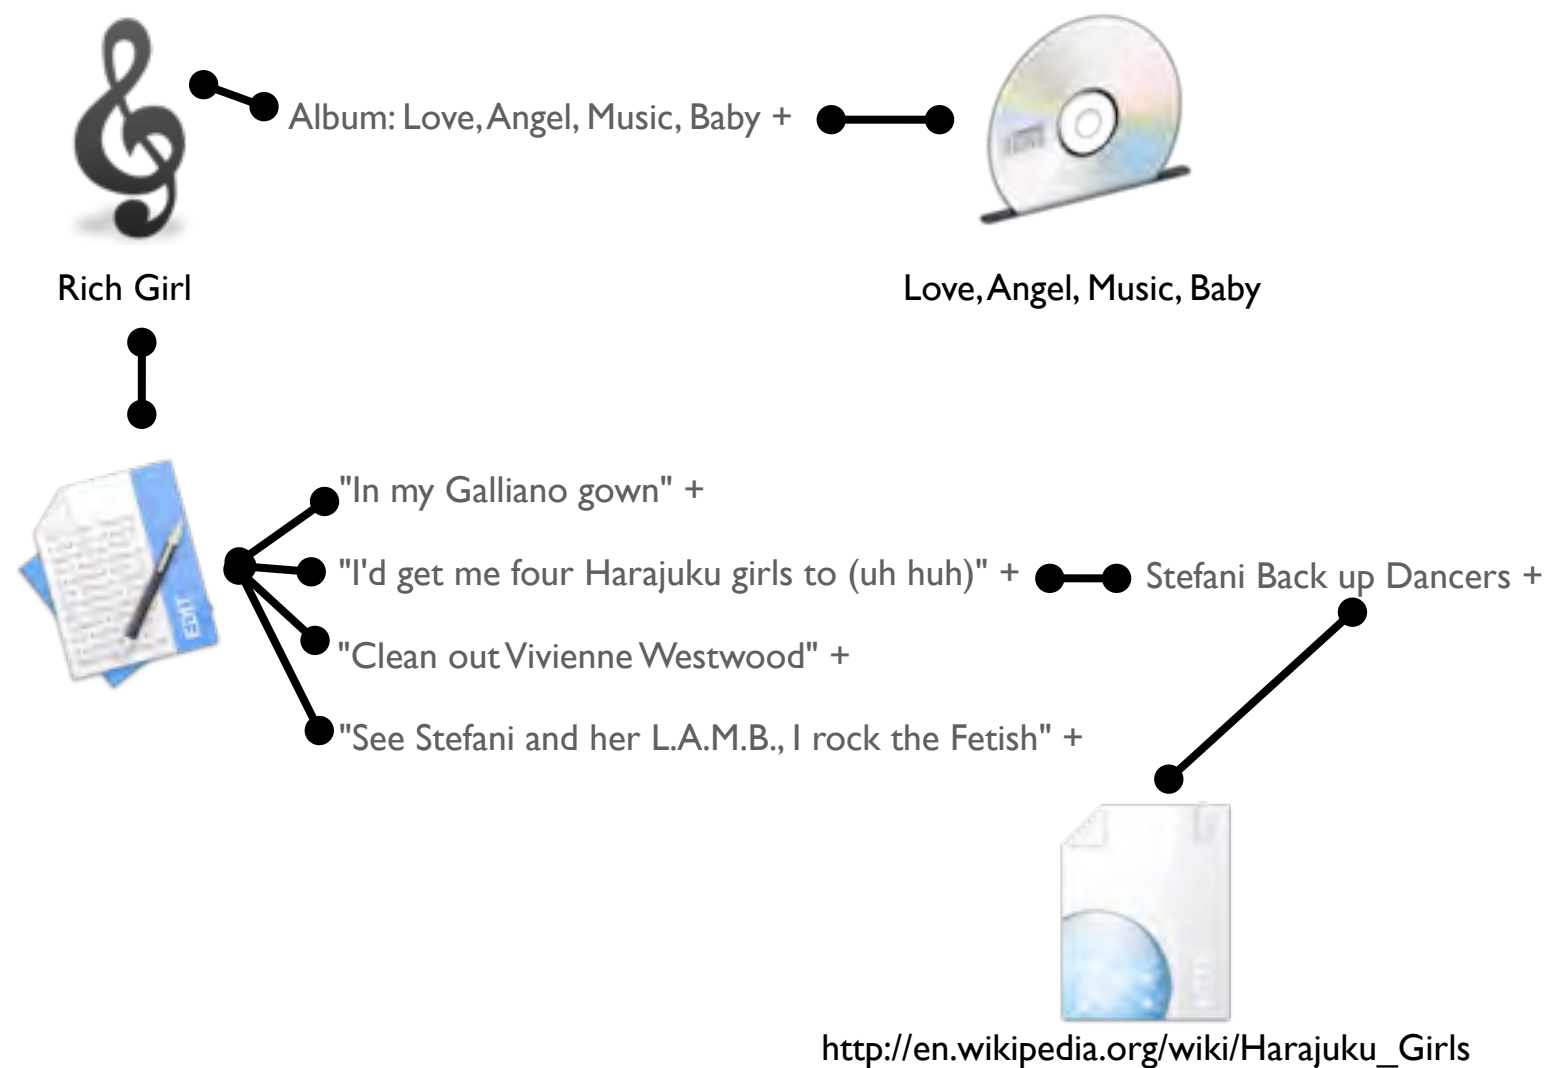 Album: Love, Angel, Music, Baby +
Rich Girl
Love, Angel, Music, Baby
"In my Galliano gown" +
"I'd get me four Harajuku girls to (uh huh)" +
Stefani Back up Dancers +
EDIT
"Clean out Vivienne Westwood" +
"See Stefani and her L.A.M.B., I rock the Fetish" +
http://en.wikipedia.org/wiki/Harajuku_Girls